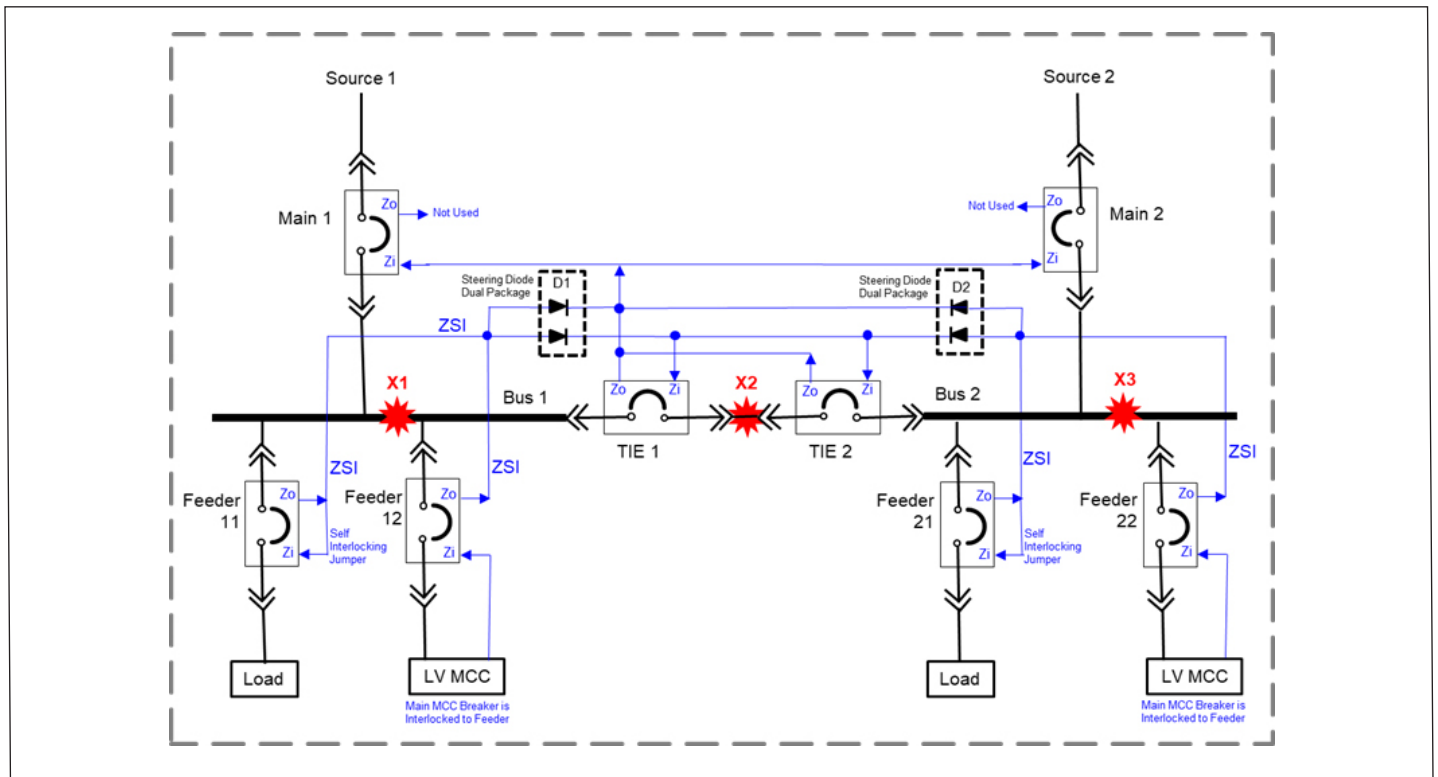 Source 1
Source 2
Main 1
Zo
Not Used
Zi
Not Used
Zo
Main 2
Zi
Steering Diode
Dual Package
D1
Steering Diode
Dual Package
D2
ZSI
X1
Bus 1
Zo
Zi
TIE 1
X2
Zo
Zi
TIE 2
Bus 2
X3
ZSI
ZSI
ZSI
ZSI
Feeder
11
Zo
Zi
Self
Interlocking
Jumper
Feeder
12
Zo
Zi
Feeder
21
Zo
Zi
Self
Interlocking
Jumper
Feeder
22
Zo
Zi
Load
LV MCC
Main MCC Breaker is
Interlocked to Feeder
Load
LV MCC
Main MCC Breaker is
Interlocked to Feeder